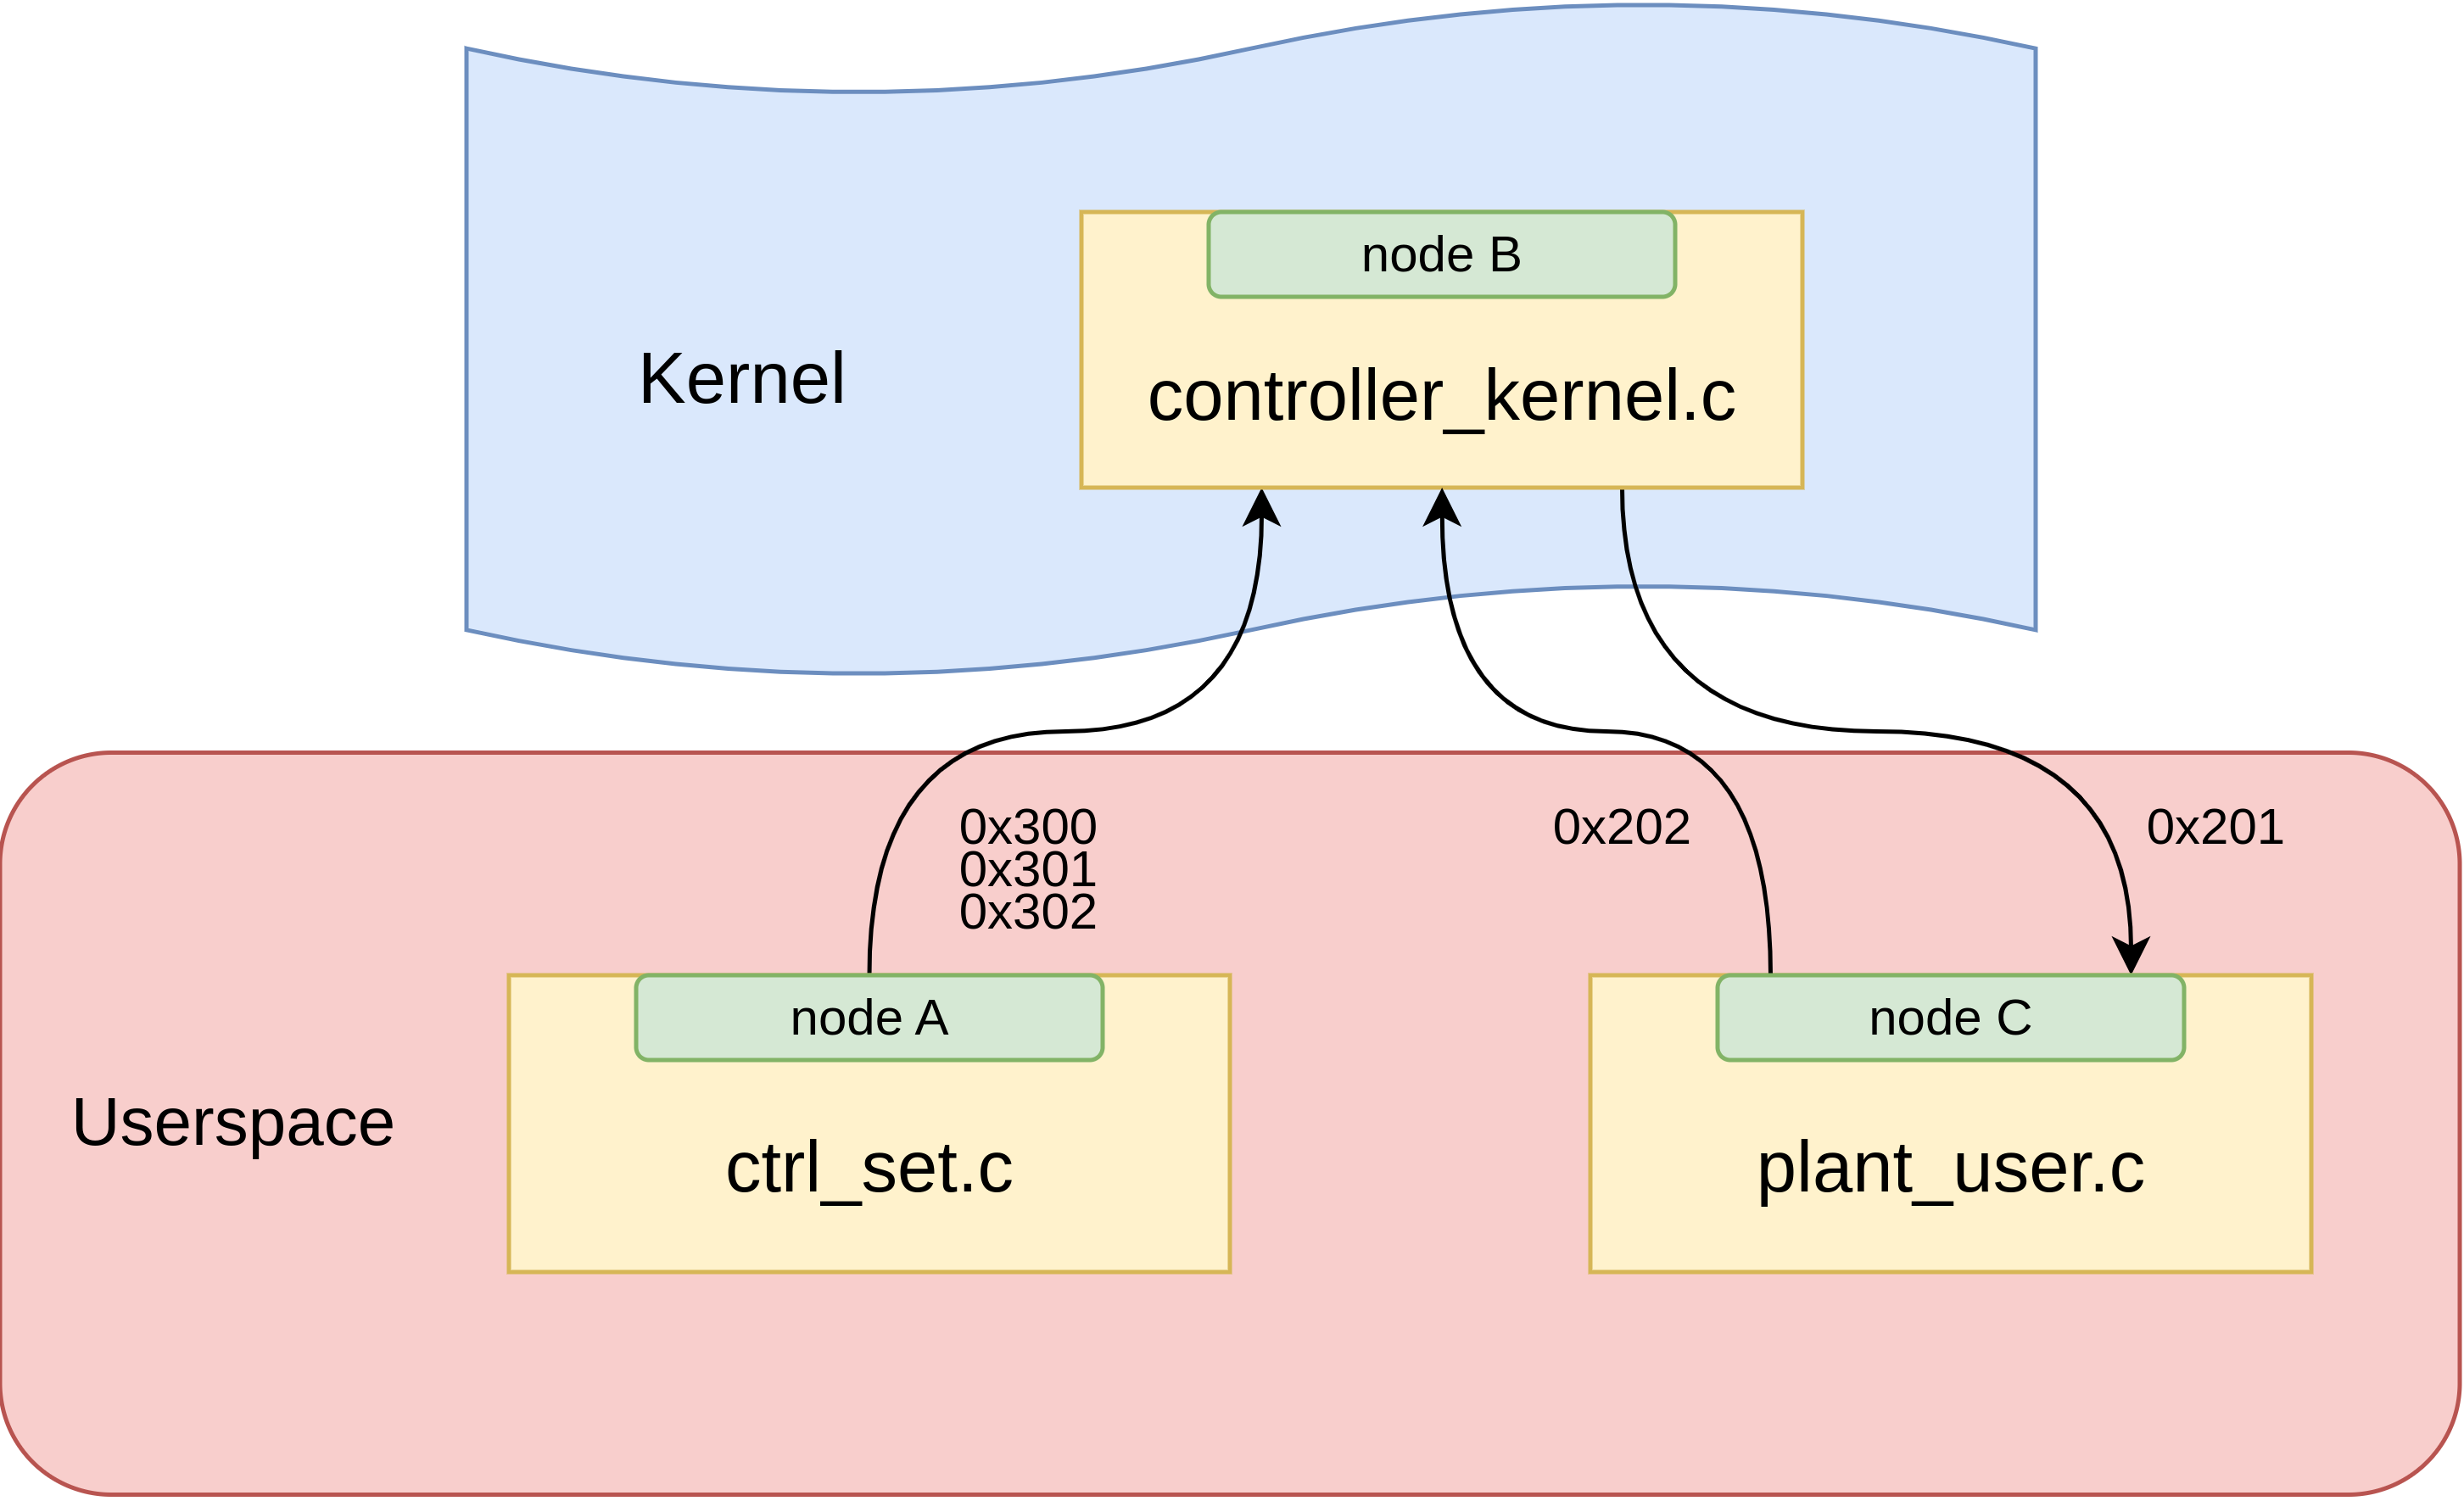 node B
Kernel
controller_kernel.c
0x300
0x301
0x302
0x202
0x201
node A
node C
Userspace
ctrl_set.c
plant_user.c